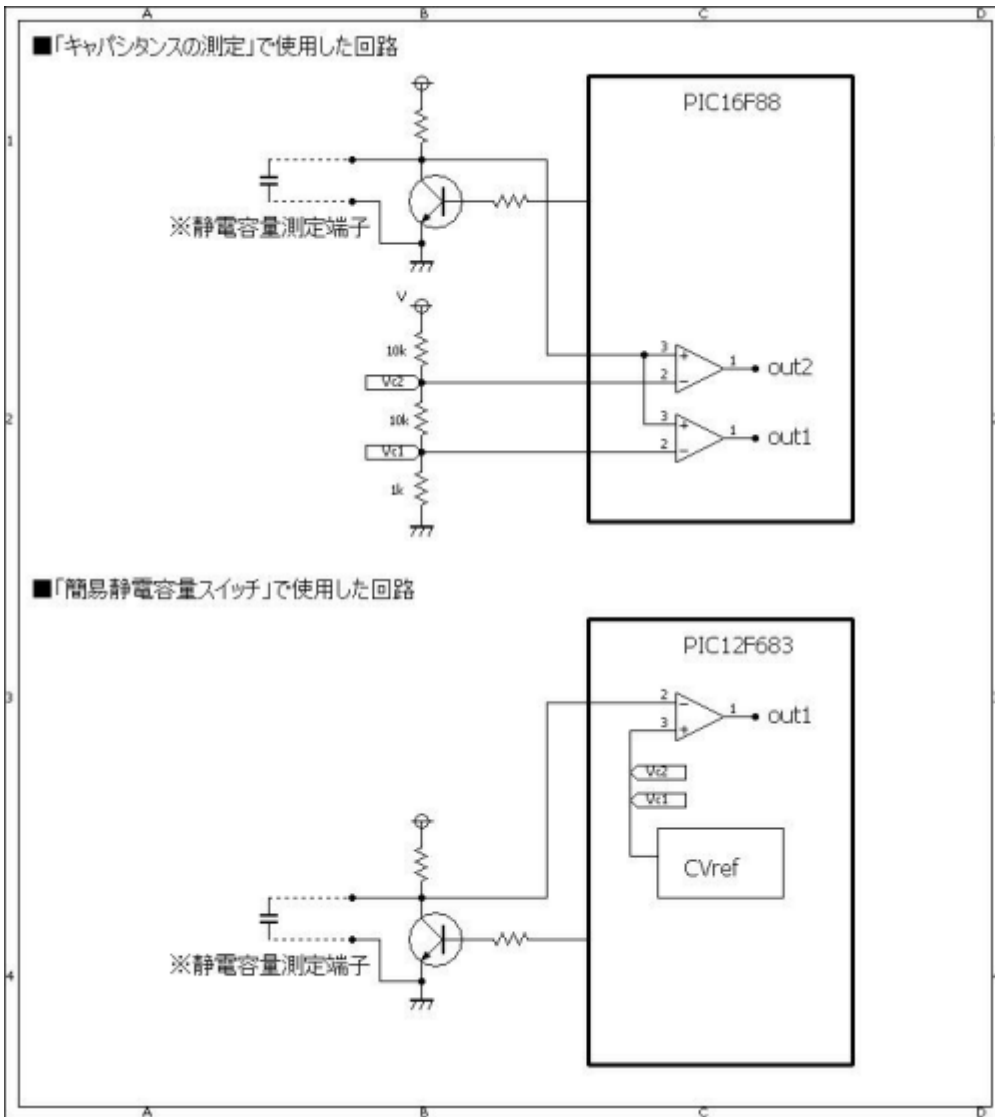 A B C D
■「キャパシタンスの測定」で使用した回路
PIC16F88
1
※静電容量測定端子
V
10k
3
+
1
out2
Vc2
2
−
2
10k
3
+
1
out1
Vc1
2
−
1k
■「簡易静電容量スイッチ」で使用した回路
PIC12F683
3
2
−
1
out1
3
+
Vc2
Vc1
CVref
※静電容量測定端子
4
A B C D